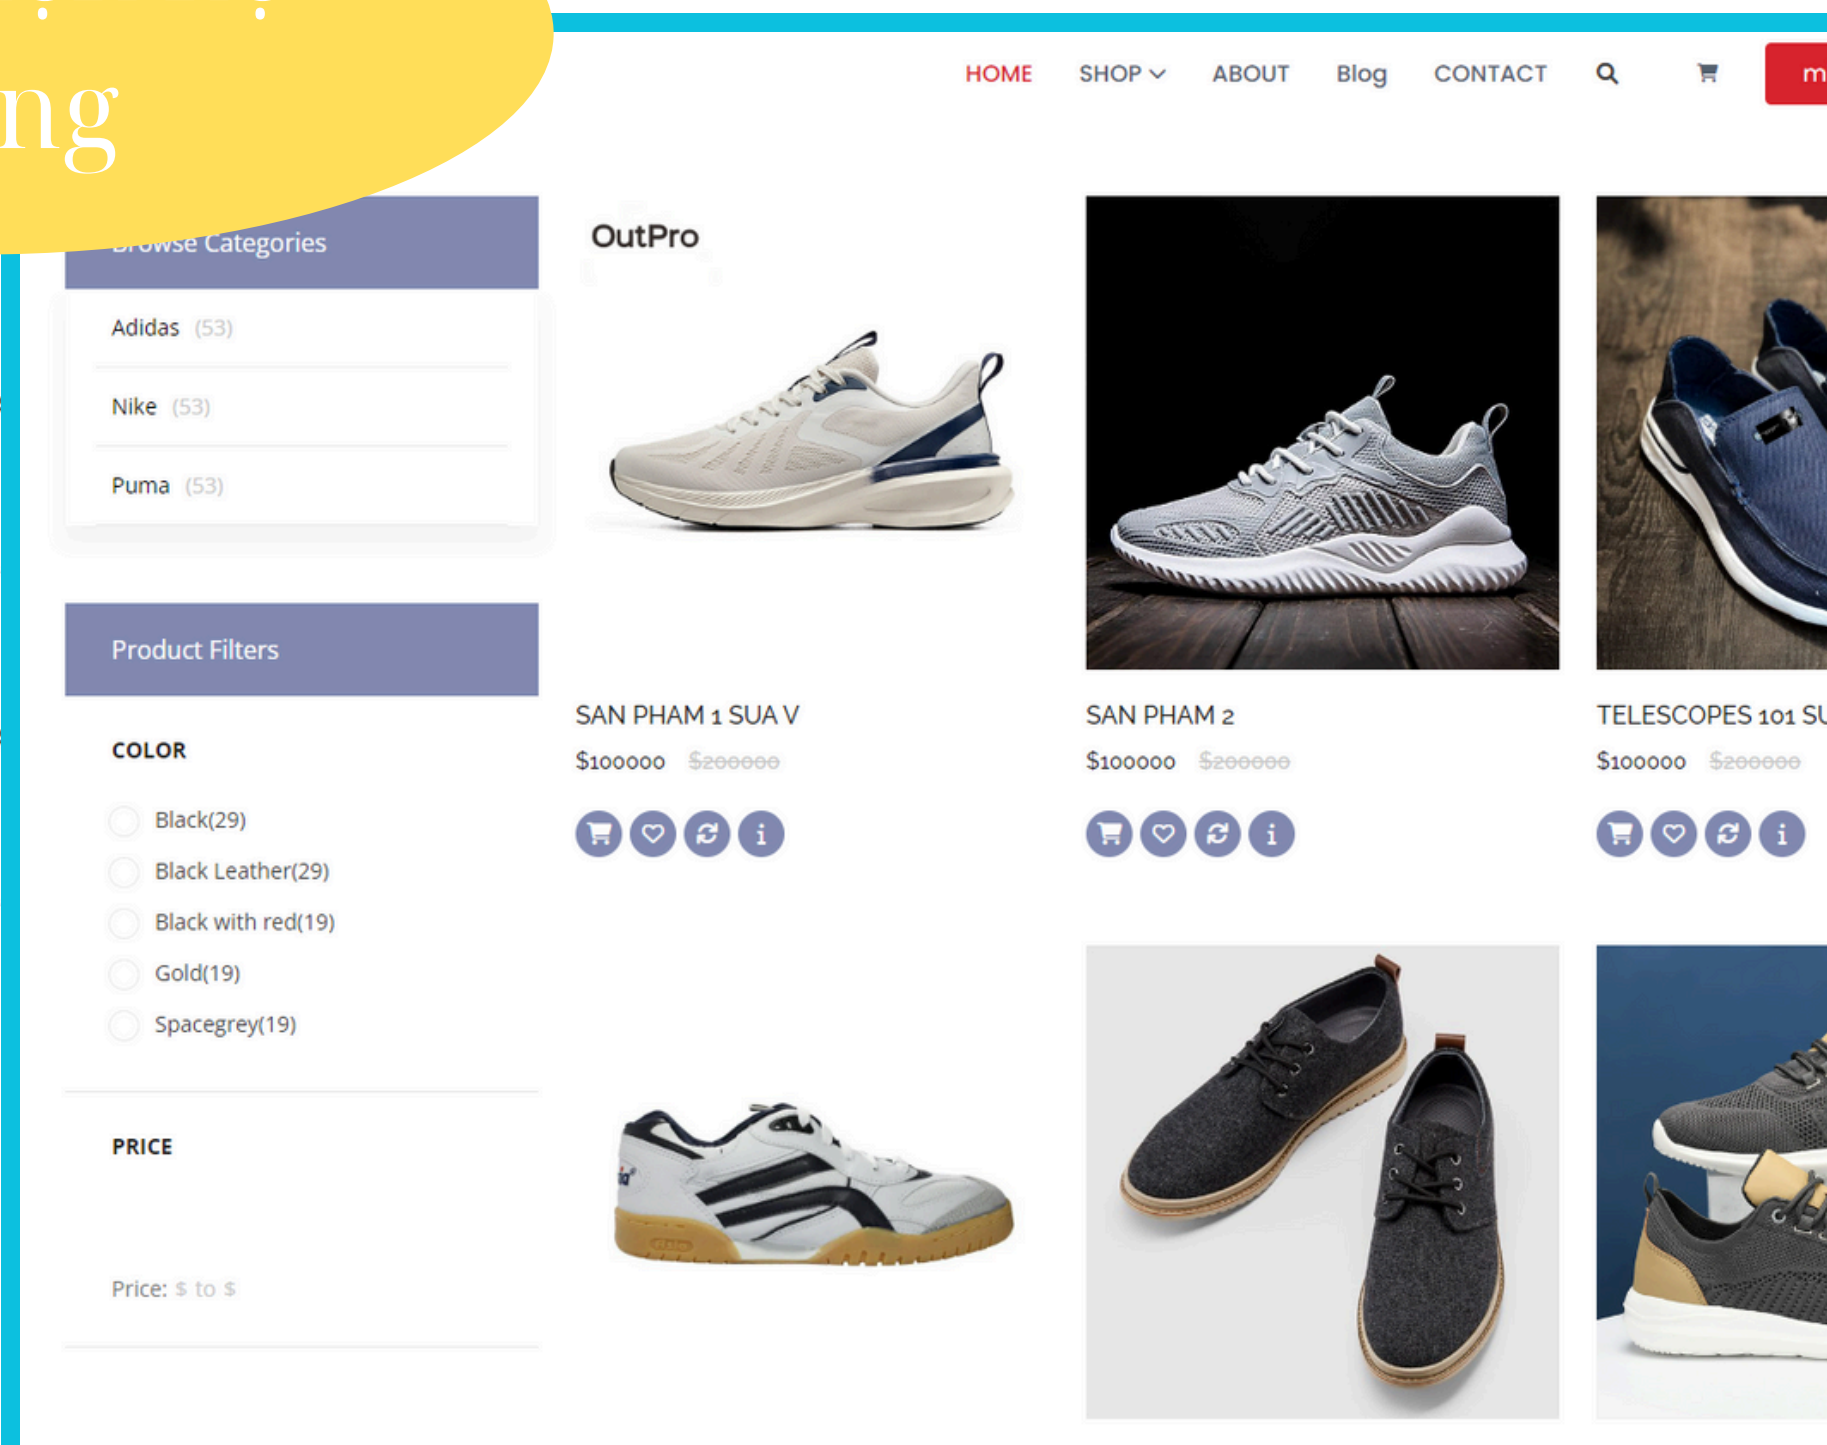 ng
HOME SHOP ABOUT Blog CONTACT
Browse Categories
Adidas (53)
Nike (53)
Puma (53)
Product Filters
COLOR
Black(29)
Black Leather(29)
Black with red(19)
Gold(19)
Spacegrey(19)
PRICE
Price: $ to $
OutPro
SAN PHAM 1 SUA V
$100000 $200000
SAN PHAM 2
$100000 $200000
TELESCOPES 101 SU
$100000 $200000